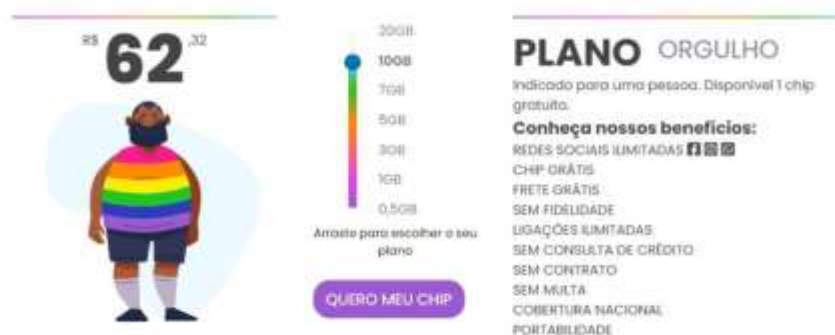 R$ 62,32
20GB
10GB
7GB
5GB
3GB
1GB
0,5GB
Arraste para escolher o seu
plano
QUERO MEU CHIP
PLANO ORGULHO
Indicado para uma pessoa. Disponível 1 chip
gratuito.
Conheça nossos benefícios:
REDES SOCIAIS ILIMITADAS
CHIP GRÁTIS
FRETE GRÁTIS
SEM FIDELIDADE
LIGAÇÕES ILIMITADAS
SEM CONSULTA DE CRÉDITO
SEM CONTRATO
SEM MULTA
COBERTURA NACIONAL
PORTABILIDADE